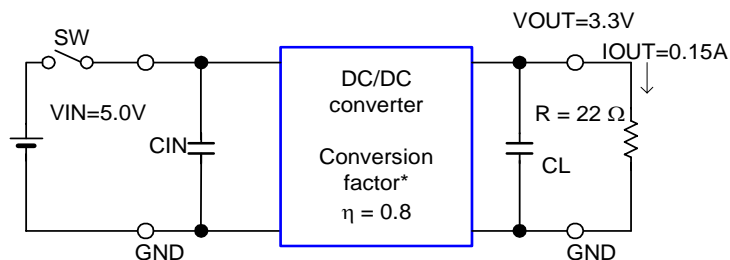 VOUT=3.3V
SW
IOUT=0.15A
DC/DC
converter
VIN=5.0V
R = 22 Ω
CIN
Conversion
factor*
CL
η = 0.8
GND
GND